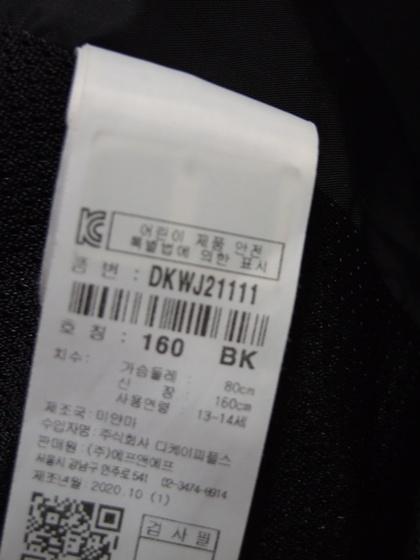 KC 어린이 제품 안전
특별법에 의한 표시
품 번 : DKWJ21111
호 칭 : 160 BK
치수: 가슴둘레 : 80cm
신 장 : 160cm
사용연령 : 13-14세
제조국: 미얀마
수입자명: 주식회사 디케이피플스
판매원: (주)에프앤에프
서울시 강남구 언주로 541 02-3474-6914
제조년월: 2020.10 (1)
검 사 필